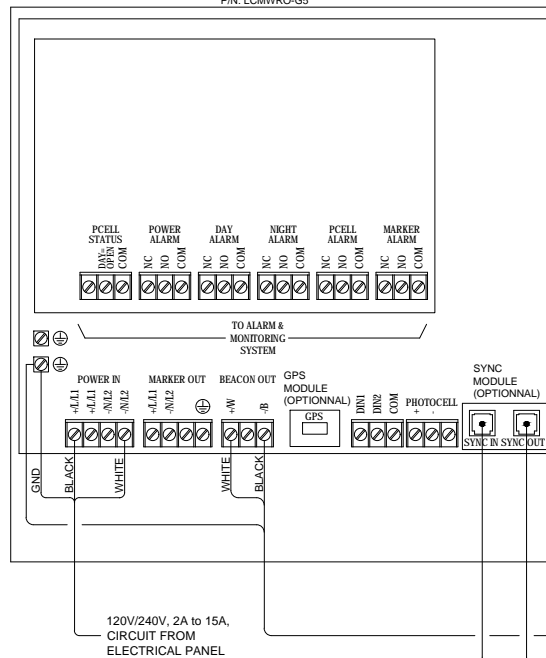 P/N: LCMWRO-G5
PCELL STATUS
POWER ALARM
DAY ALARM
NIGHT ALARM
PCELL ALARM
MARKER ALARM
DAY= OPEN COM
NC NO COM
NC NO COM
NC NO COM
NC NO COM
NC NO COM
TO ALARM &
MONITORING
SYSTEM
POWER IN
+/L/L1 +/L/L1 -/N/L2 -/N/L2
MARKER OUT
+/L/L1 -/N/L2
BEACON OUT
+/W -/B
GPS
MODULE
(OPTIONNAL)
GPS
DIN1 DIN2 COM
PHOTOCELL
+ -
SYNC
MODULE
(OPTIONNAL)
SYNC IN SYNC OUT
GND
BLACK
WHITE
WHITE
BLACK
120V/240V, 2A to 15A,
CIRCUIT FROM
ELECTRICAL PANEL